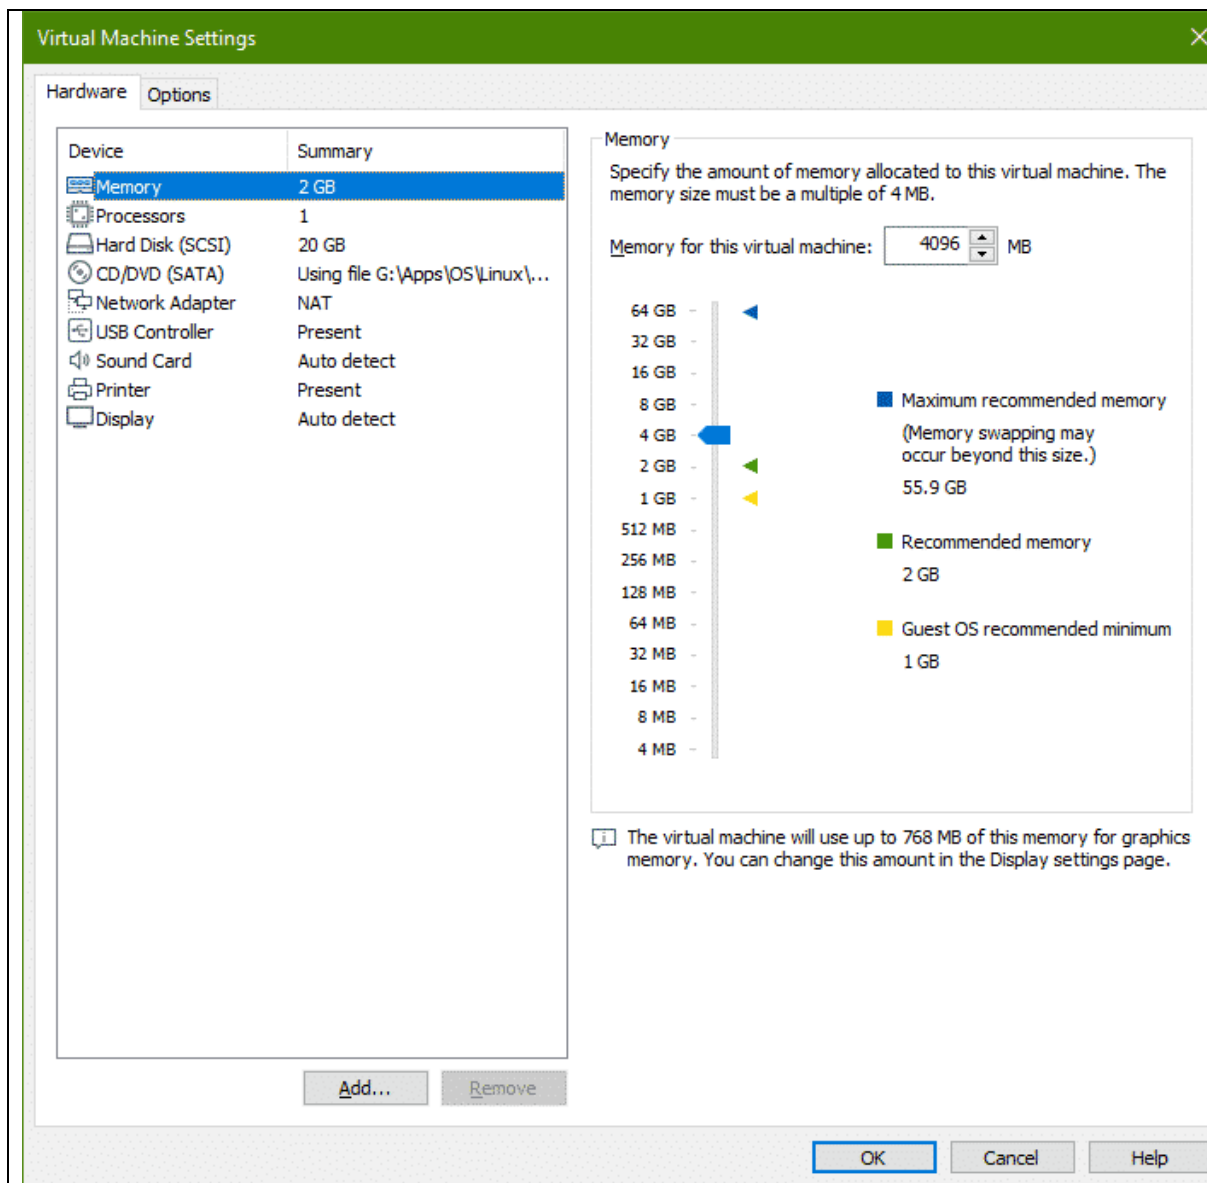 Virtual Machine Settings
Hardware
Options
Device Summary
Memory 2 GB
Processors 1
Hard Disk (SCSI) 20 GB
CD/DVD (SATA) Using file G:\Apps\OS\Linux\...
Network Adapter NAT
USB Controller Present
Sound Card Auto detect
Printer Present
Display Auto detect
Add...
Remove
Memory
Specify the amount of memory allocated to this virtual machine. The
memory size must be a multiple of 4 MB.
Memory for this virtual machine: 4096 MB
64 GB
32 GB
16 GB
8 GB
4 GB
2 GB
1 GB
512 MB
256 MB
128 MB
64 MB
32 MB
16 MB
8 MB
4 MB
Maximum recommended memory
(Memory swapping may
occur beyond this size.)
55.9 GB
Recommended memory
2 GB
Guest OS recommended minimum
1 GB
The virtual machine will use up to 768 MB of this memory for graphics
memory. You can change this amount in the Display settings page.
OK
Cancel
Help